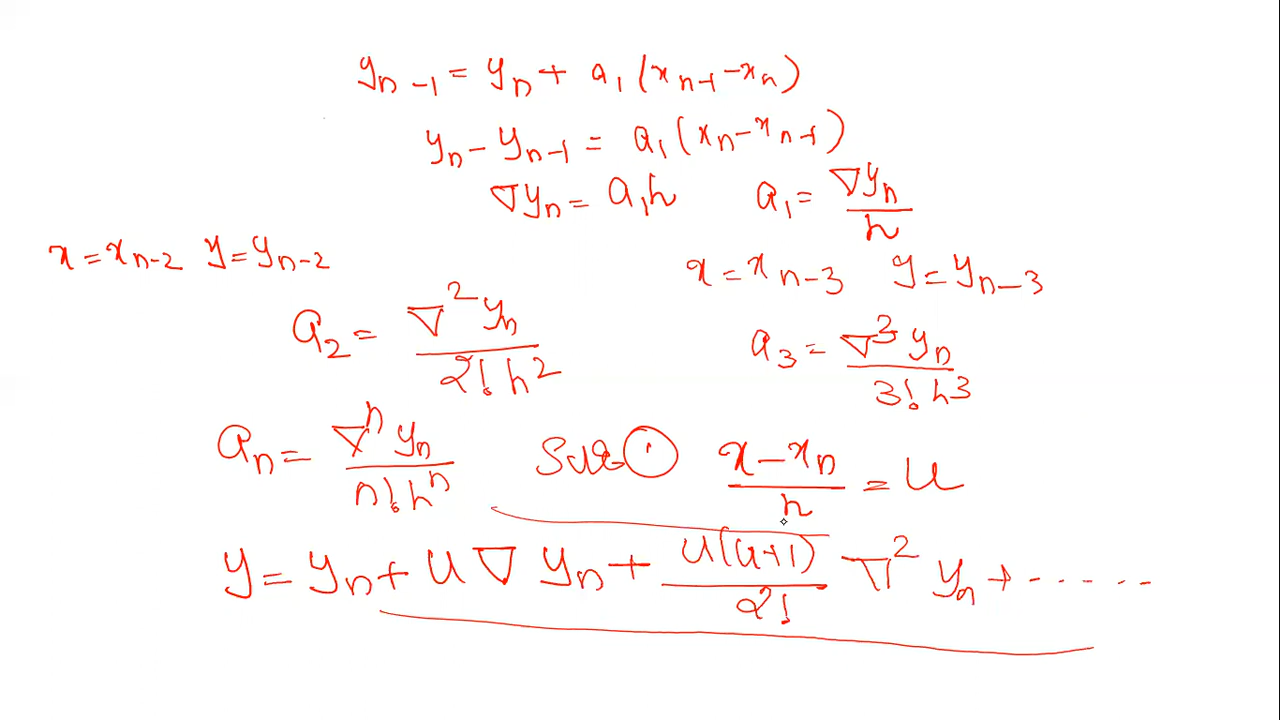 yₙ₋₁ = yₙ + a₁(xₙ₋₁ - xₙ)
yₙ - yₙ₋₁ = a₁(xₙ - xₙ₋₁)
∇yₙ = a₁h a₁ = ∇yₙ/h
x = xₙ₋₂ y = yₙ₋₂
x = xₙ₋₃ y = yₙ₋₃
a₂ = ∇²yₙ/2!h² a₃ = ∇³yₙ/3!h³
aₙ = ∇ⁿyₙ/n!hⁿ Sub ① (x - xₙ)/h = u
y = yₙ + u∇yₙ + u(u+1)/2! ∇²yₙ + ......